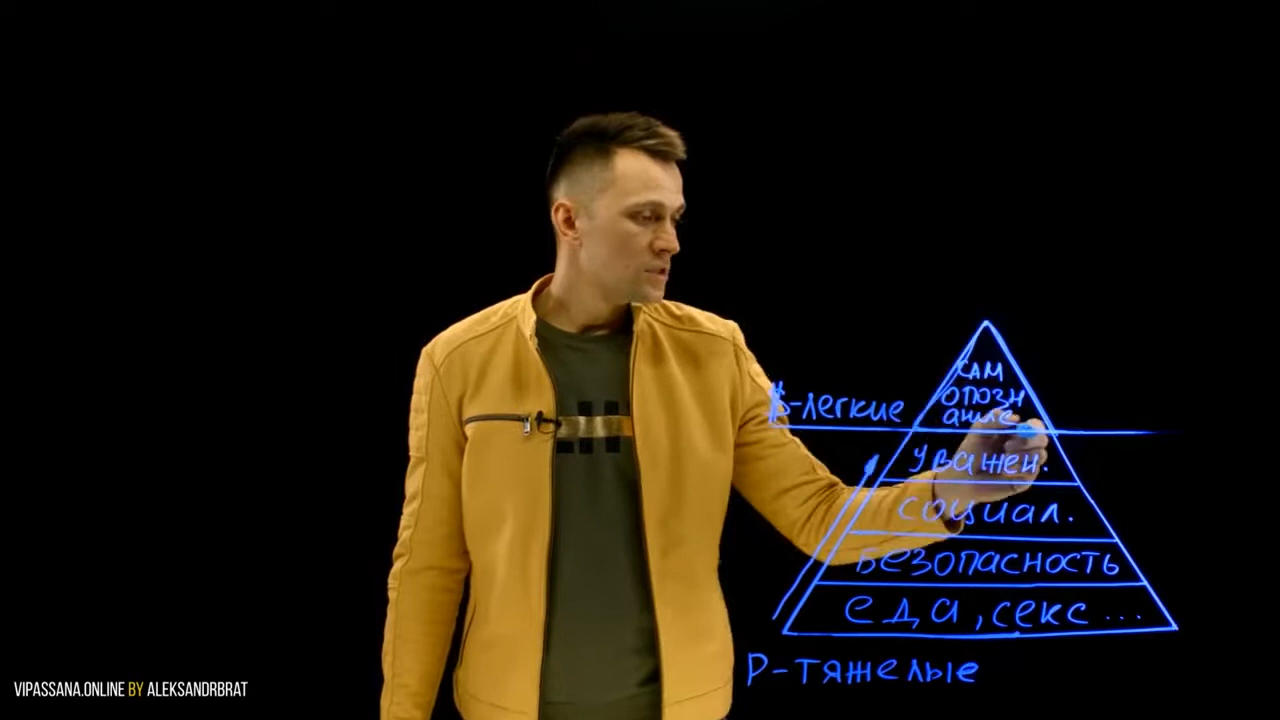 САМ
ОПОЗН
АНИЕ
$-легкие
Уважен.
социал.
безопасность
еда, секс...
Р-тяжелые
VIPASSANA.ONLINE BY ALEKSANDRBRAT